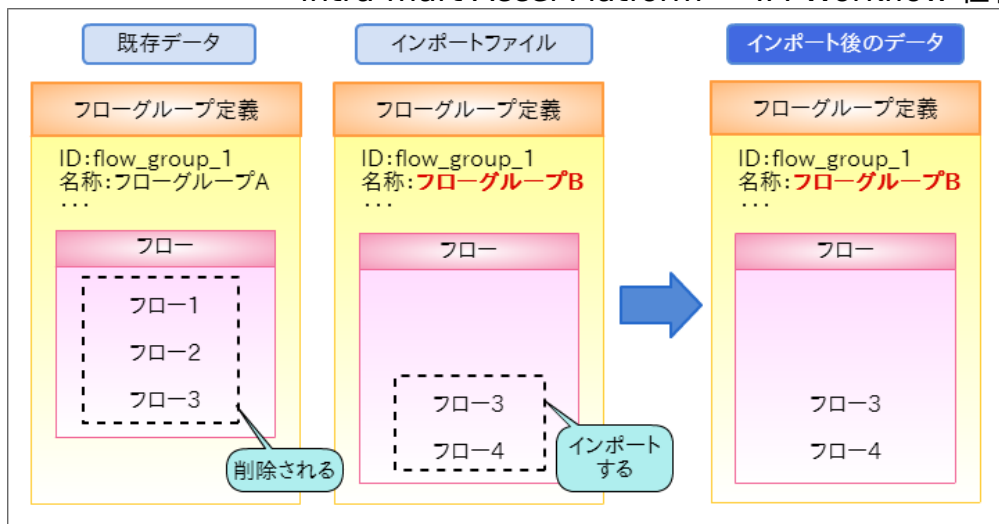 既存データ
インポートファイル
インポート後のデータ
フローグループ定義
ID:flow_group_1
名称:フローグループA
・・・
フロー
フロー1
フロー2
フロー3
削除される
フローグループ定義
ID:flow_group_1
名称:フローグループB
・・・
フロー
フロー3
フロー4
インポート
する
フローグループ定義
ID:flow_group_1
名称:フローグループB
・・・
フロー
フロー3
フロー4